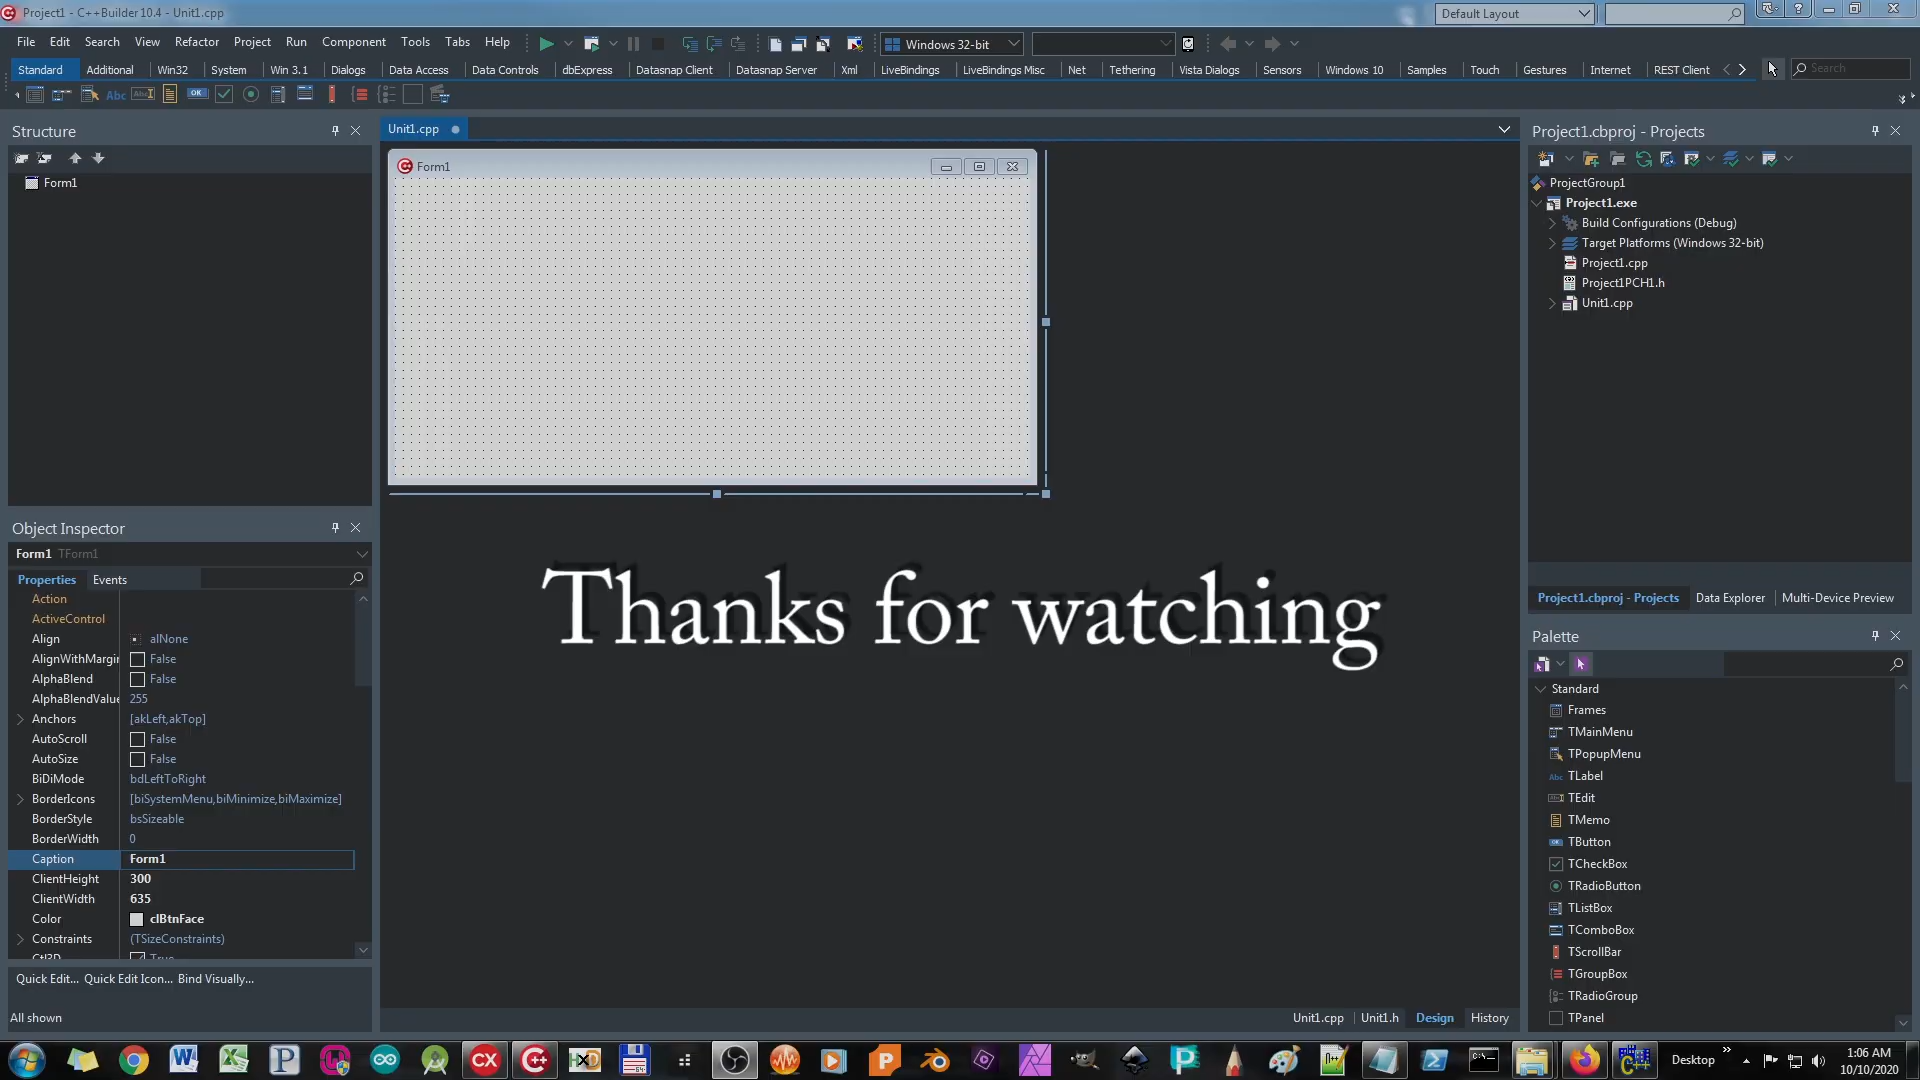 Project1 - C++Builder 10.4 - Unit1.cpp
Default Layout
File Edit Search View Refactor Project Run Component Tools Tabs Help
Windows 32-bit
Standard Additional Win32 System Win 3.1 Dialogs Data Access Data Controls dbExpress Datasnap Client Datasnap Server Xml LiveBindings LiveBindings Misc Net Tethering Vista Dialogs Sensors Windows 10 Samples Touch Gestures Internet REST Client
Search
Structure
Form1
Object Inspector
Form1 TForm1
Properties Events
Action
ActiveControl
Align alNone
AlignWithMargin False
AlphaBlend False
AlphaBlendValue 255
Anchors [akLeft,akTop]
AutoScroll False
AutoSize False
BiDiMode bdLeftToRight
BorderIcons [biSystemMenu,biMinimize,biMaximize]
BorderStyle bsSizeable
BorderWidth 0
Caption Form1
ClientHeight 300
ClientWidth 635
Color clBtnFace
Constraints (TSizeConstraints)
Ctl3D True
Quick Edit... Quick Edit Icon... Bind Visually...
All shown
Unit1.cpp
Form1
Thanks for watching
Unit1.cpp Unit1.h Design History
Project1.cbproj - Projects
ProjectGroup1
Project1.exe
Build Configurations (Debug)
Target Platforms (Windows 32-bit)
Project1.cpp
Project1PCH1.h
Unit1.cpp
Project1.cbproj - Projects Data Explorer Multi-Device Preview
Palette
Standard
Frames
TMainMenu
TPopupMenu
TLabel
TEdit
TMemo
TButton
TCheckBox
TRadioButton
TListBox
TComboBox
TScrollBar
TGroupBox
TRadioGroup
TPanel
Desktop
1:06 AM
10/10/2020